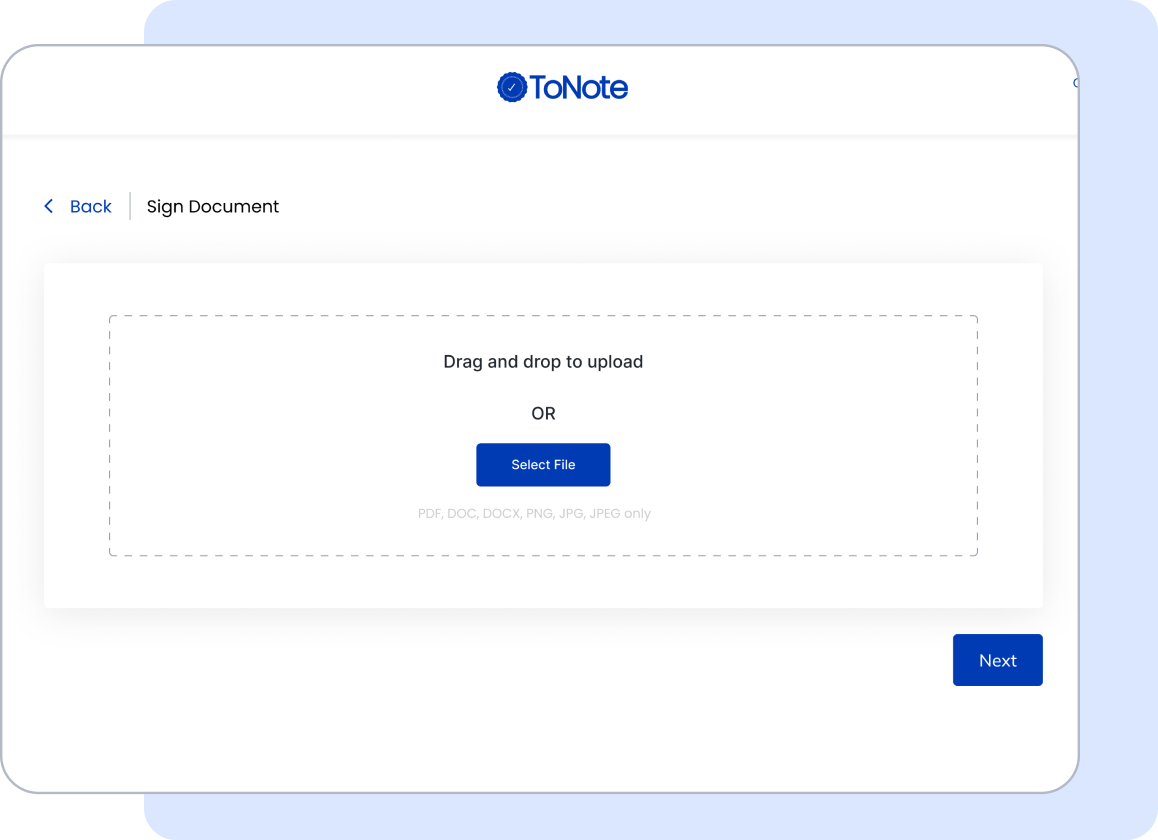 ToNote
Back
Sign Document
Drag and drop to upload
OR
Select File
PDF, DOC, DOCX, PNG, JPG, JPEG only
Next